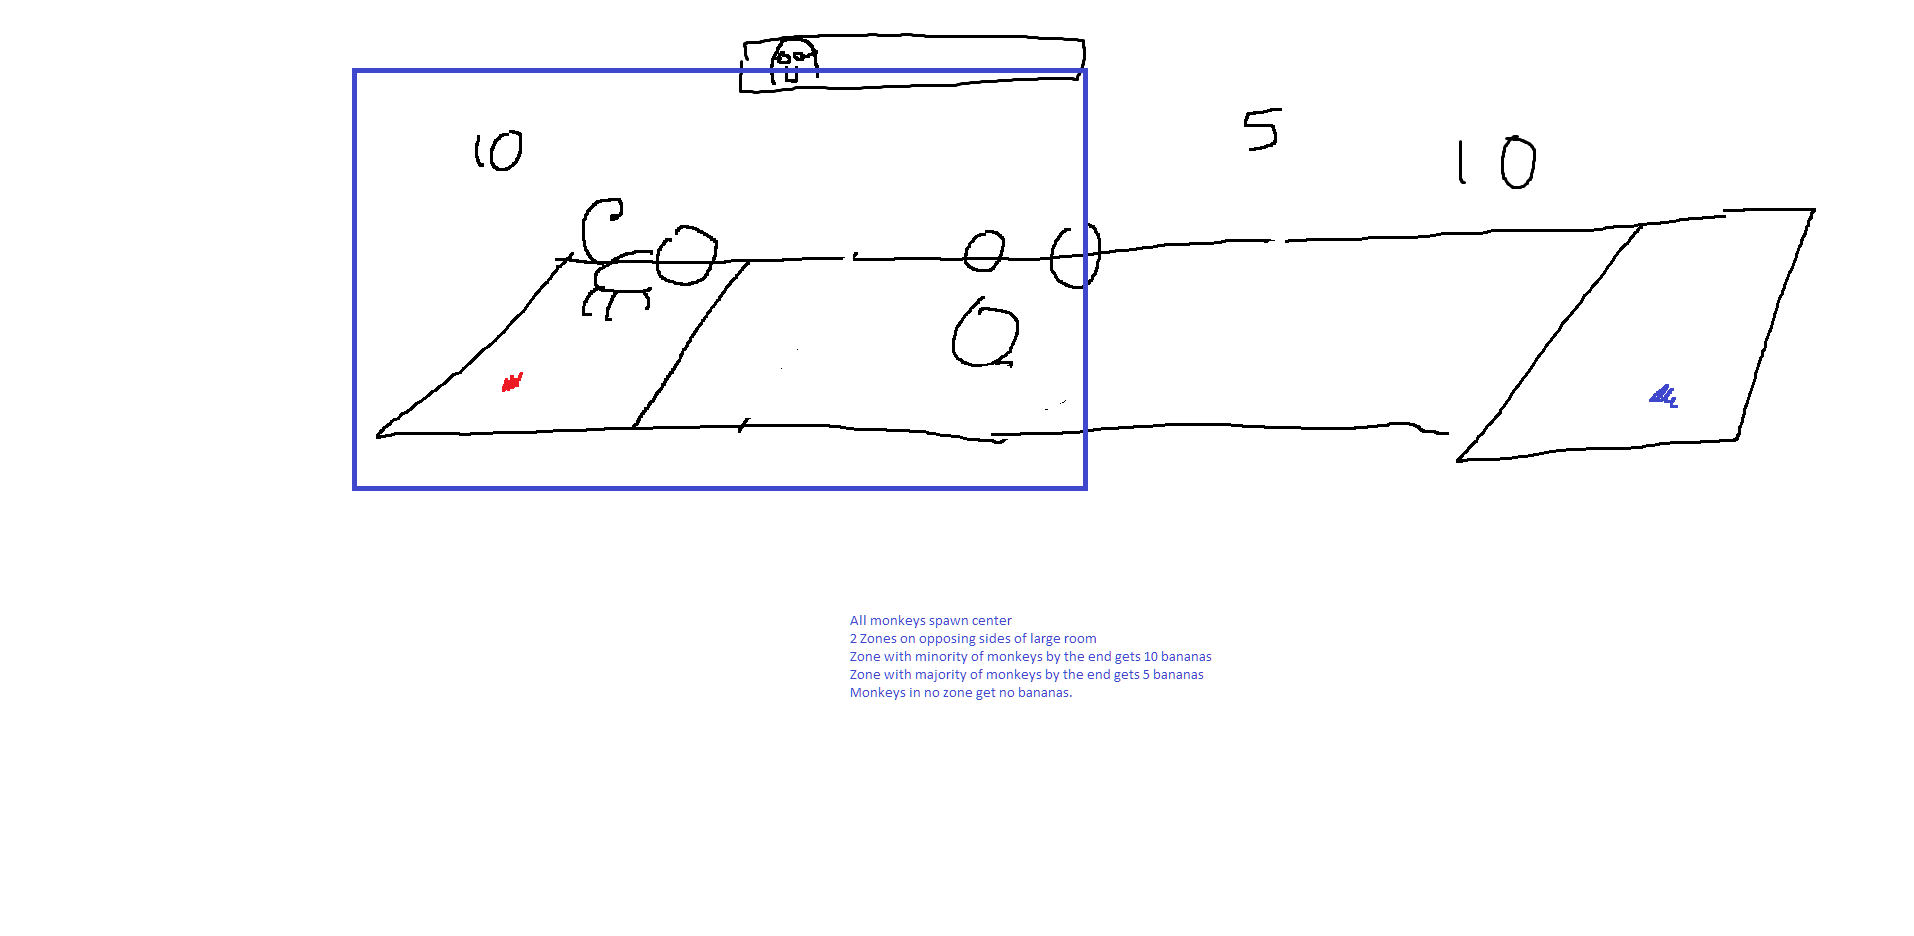 10
5
10
All monkeys spawn center
2 Zones on opposing sides of large room
Zone with minority of monkeys by the end gets 10 bananas
Zone with majority of monkeys by the end gets 5 bananas
Monkeys in no zone get no bananas.